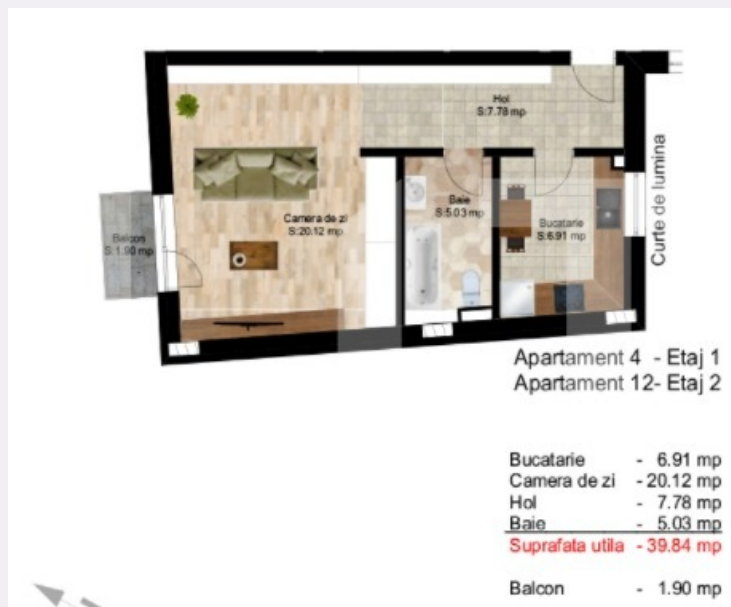 Hol
S:7.78 mp
Curte de lumina
Baie
S:5.03 mp
Camera de zi
S:20.12 mp
Bucatarie
S:6.91 mp
Balcon
S:1.90 mp
Apartament 4 - Etaj 1
Apartament 12- Etaj 2
Bucatarie - 6.91 mp
Camera de zi - 20.12 mp
Hol - 7.78 mp
Baie - 5.03 mp
Suprafata utila - 39.84 mp
Balcon - 1.90 mp